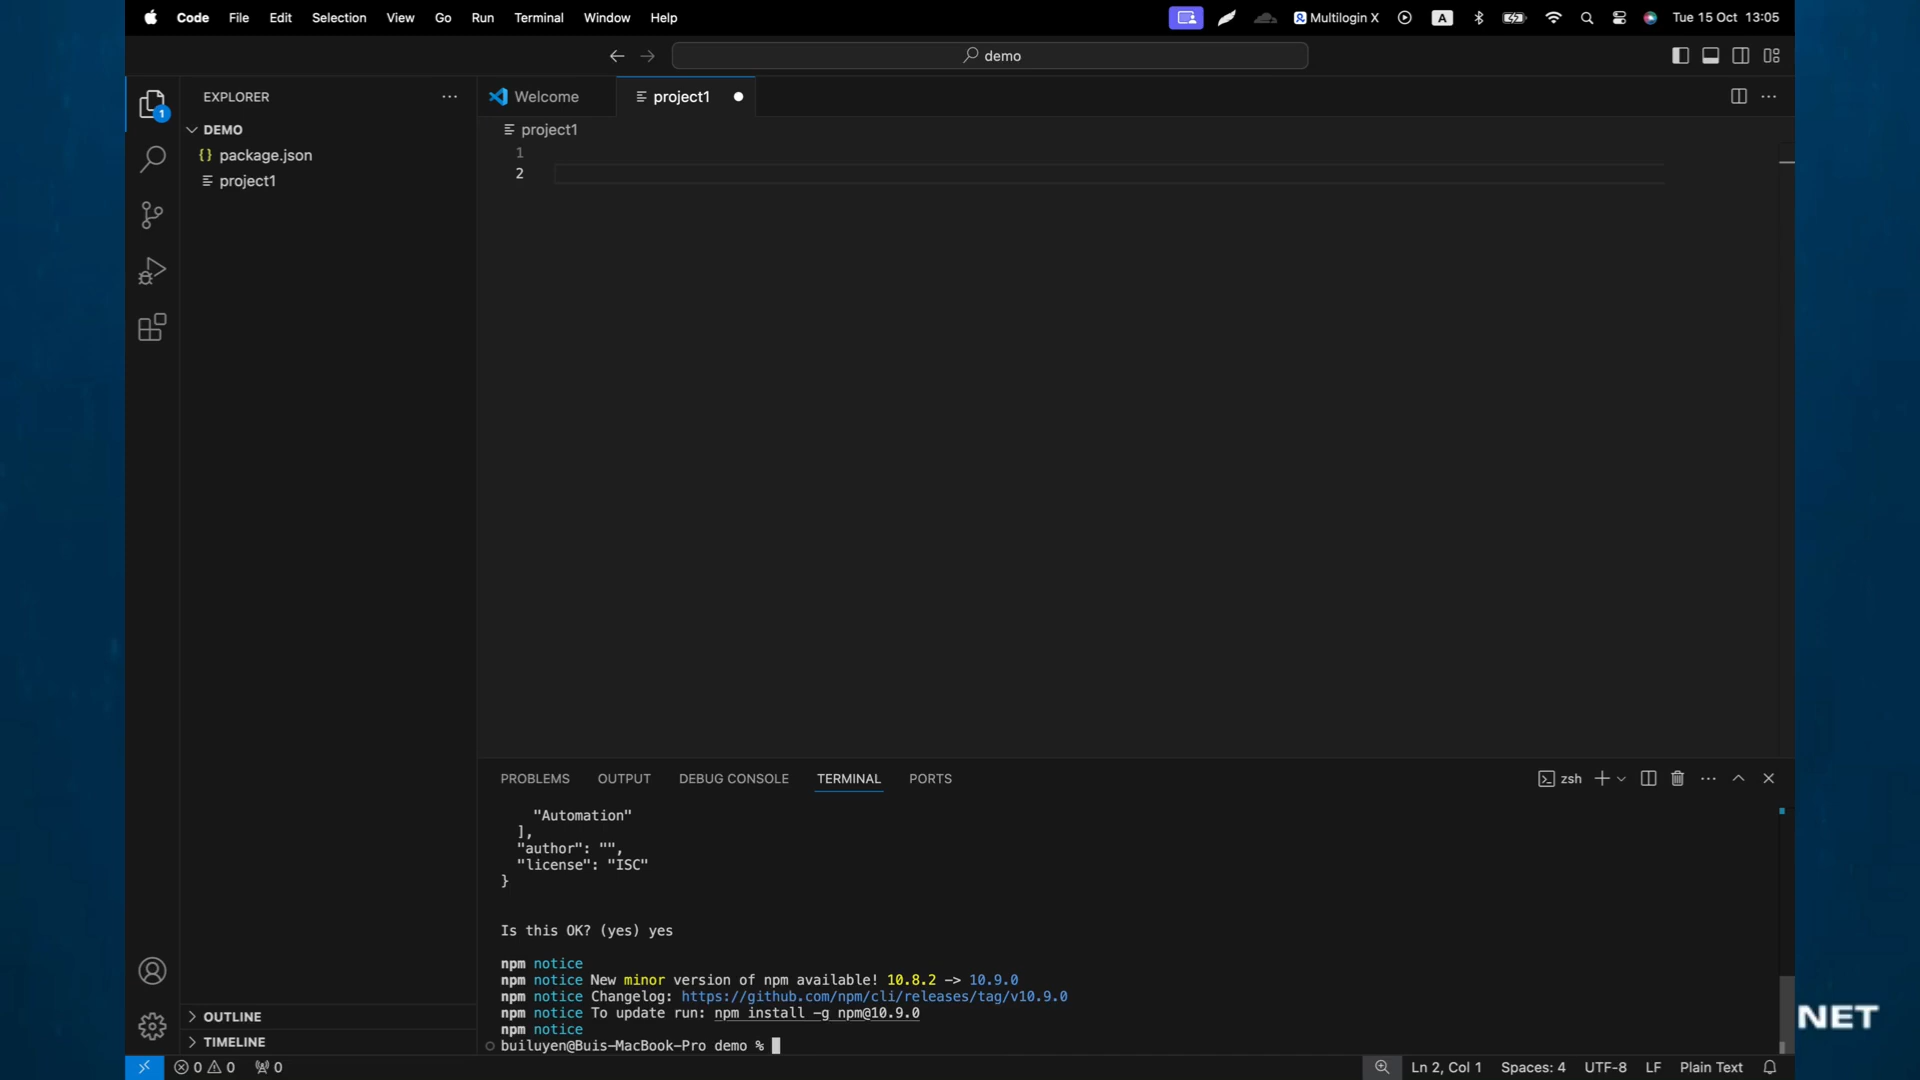 Code File Edit Selection View Go Run Terminal Window Help
Multilogin X A Tue 15 Oct 13:05
demo
EXPLORER
Welcome
project1
1
DEMO
{} package.json
project1
project1
1
2
PROBLEMS OUTPUT DEBUG CONSOLE TERMINAL PORTS
zsh
"Automation"
],
"author": "",
"license": "ISC"
}
Is this OK? (yes) yes
npm notice
npm notice New minor version of npm available! 10.8.2 -> 10.9.0
npm notice Changelog: https://github.com/npm/cli/releases/tag/v10.9.0
npm notice To update run: npm install -g npm@10.9.0
npm notice
builuyen@Buis-MacBook-Pro demo %
OUTLINE
TIMELINE
NET
0 0 0
Ln 2, Col 1 Spaces: 4 UTF-8 LF Plain Text